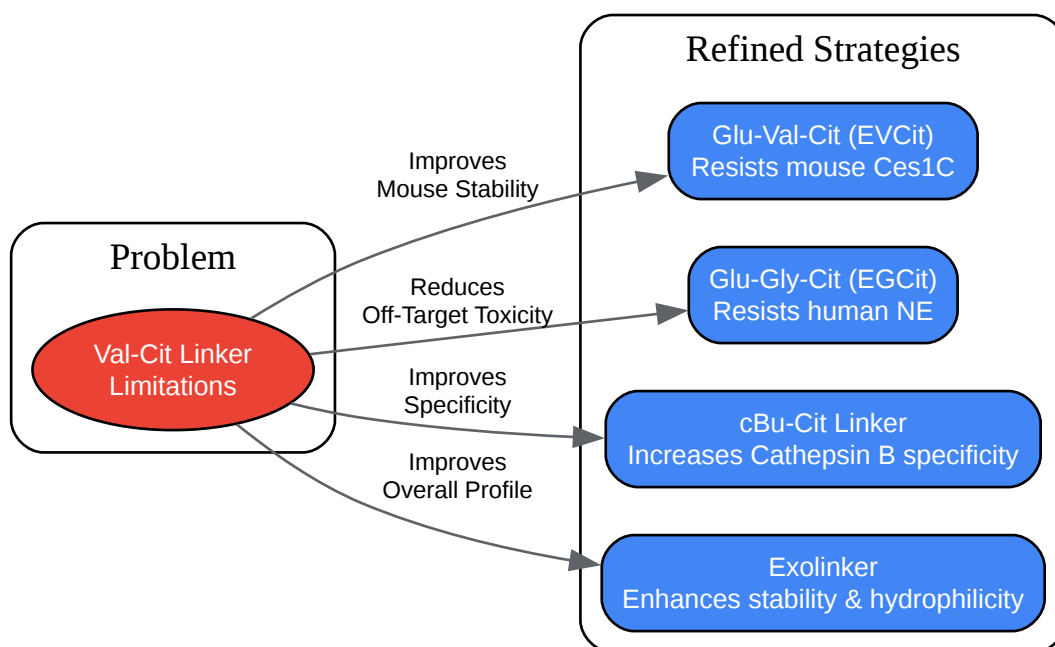 Refined Strategies
Glu-Val-Cit (EVCit)
Resists mouse Ces1C
Improves
Mouse Stability
Problem
Glu-Gly-Cit (EGCit)
Resists human NE
Reduces
Off-Target Toxicity
Val-Cit Linker
Limitations
Improves
Specificity
cBu-Cit Linker
Increases Cathepsin B specificity
Improves
Overall Profile
Exolinker
Enhances stability & hydrophilicity